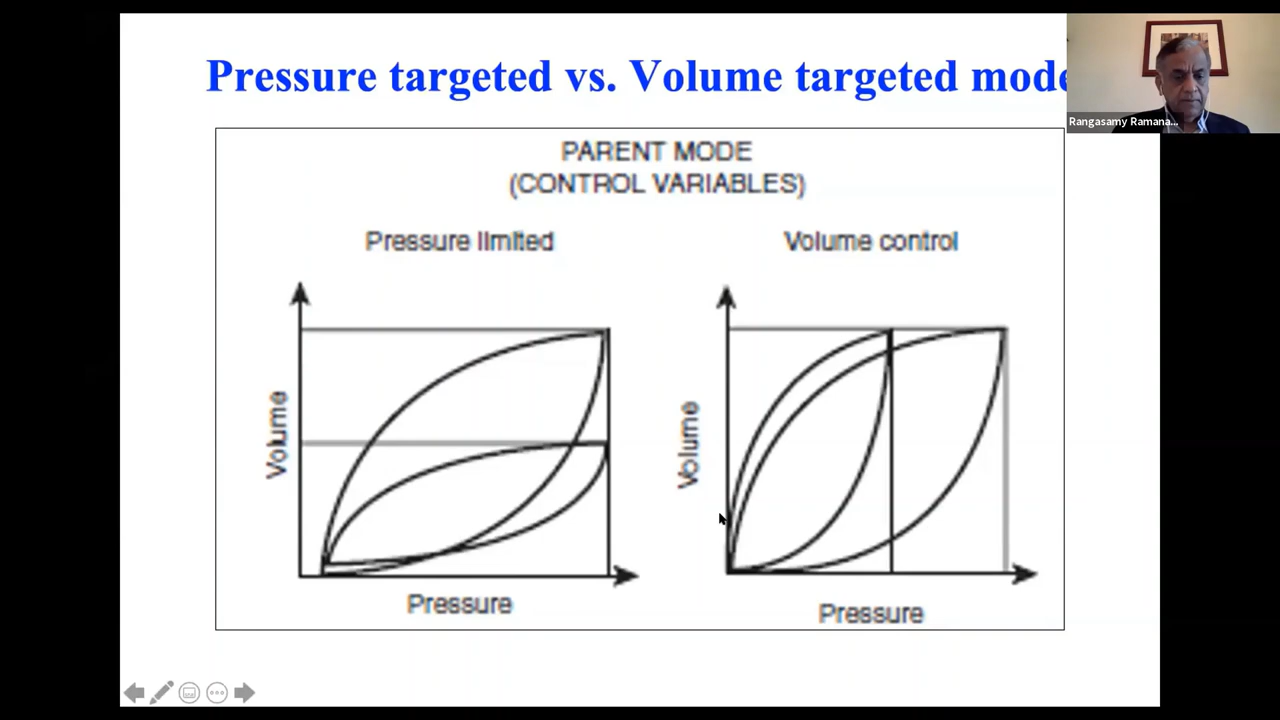 Pressure targeted vs. Volume targeted mode
Rangasamy Ramana...
PARENT MODE
(CONTROL VARIABLES)
Pressure limited
Volume control
Volume
Pressure
Volume
Pressure